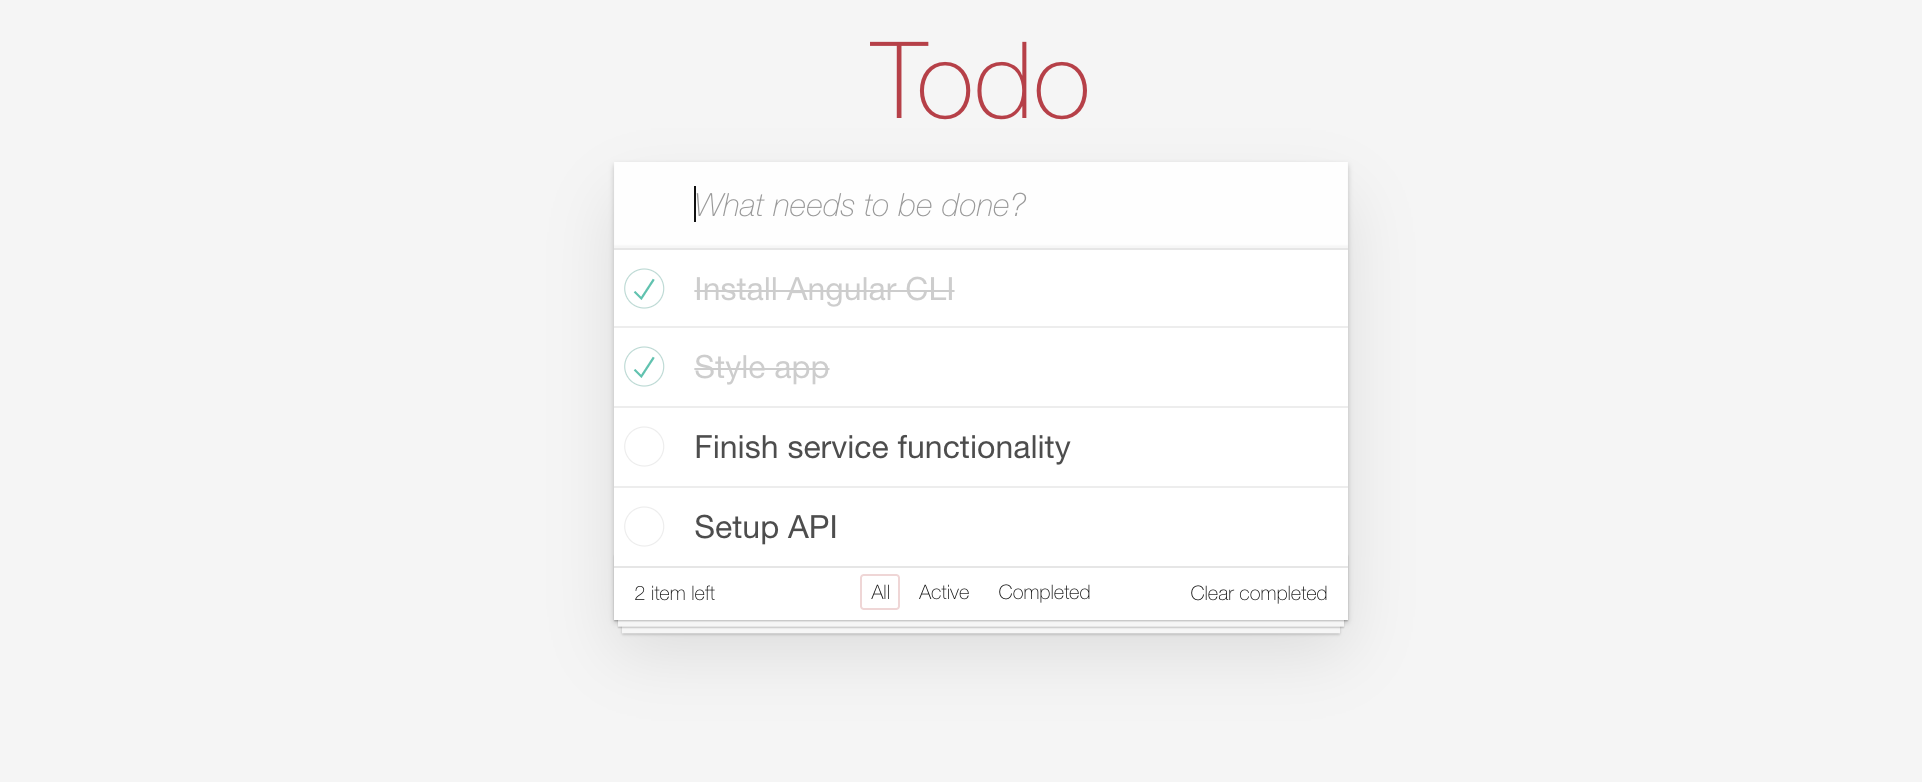 Todo
What needs to be done?
Install Angular CLI
Style app
Finish service functionality
Setup API
2 item left All Active Completed Clear completed